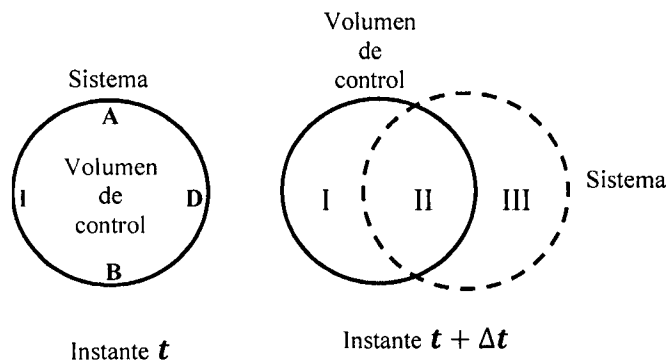 Sistema
A
Volumen
de
control
I
D
B
Instante t
Volumen
de
control
I
II
III
Sistema
Instante t + Δt